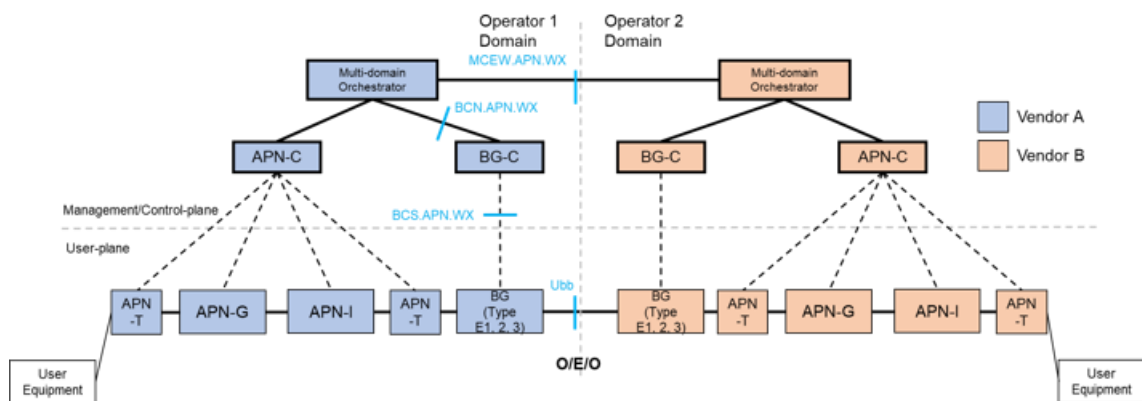 Operator 1
Domain
Operator 2
Domain
MCEW.APN.WX
Multi-domain
Orchestrator
Multi-domain
Orchestrator
BCN.APN.WX
Vendor A
Vendor B
APN-C
BG-C
BG-C
APN-C
Management/Control-plane
BCS.APN.WX
User-plane
Ubb
APN
-T
APN-G
APN-I
APN
-T
BG
(Type
E1, 2, 3)
BG
(Type
E1, 2, 3)
APN
-T
APN-G
APN-I
APN
-T
O/E/O
User
Equipment
User
Equipment